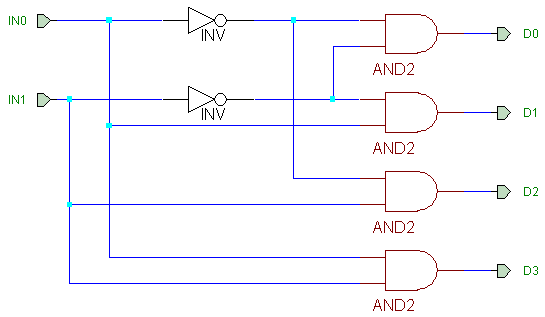 IN0
INV
D0
AND2
IN1
INV
D1
AND2
D2
AND2
D3
AND2